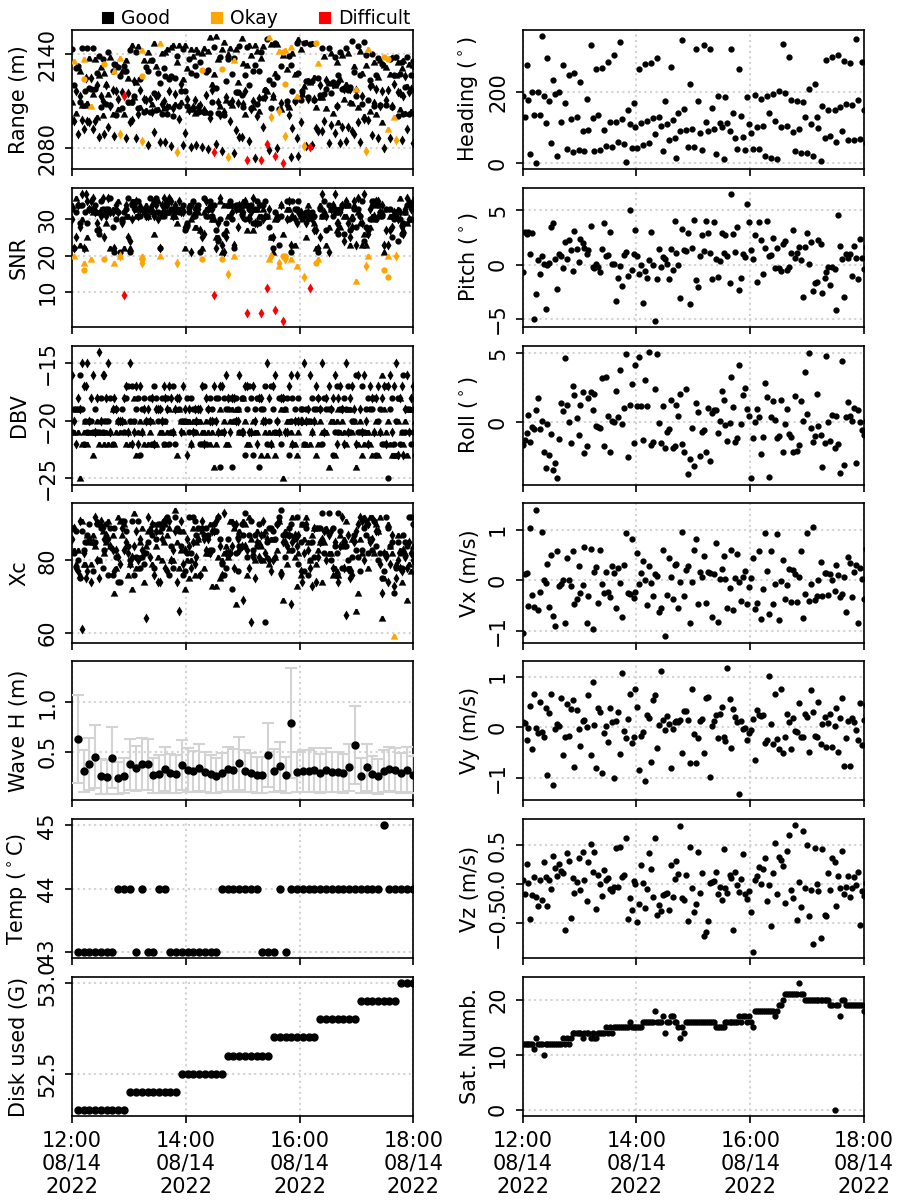 Good Okay Difficult
Range (m)
2140
2080
Heading (°)
200
0
SNR
30
20
10
Pitch (°)
5
0
−5
DBV
−15
−20
−25
Roll (°)
5
0
Xc
80
60
Vx (m/s)
1
0
−1
Wave H (m)
1.0
0.5
Vy (m/s)
1
0
−1
Temp (°C)
45
44
43
Vz (m/s)
0.5
0.0
−0.5
Disk used (G)
53.0
52.5
Sat. Numb.
20
10
0
12:00 14:00 16:00 18:00 12:00 14:00 16:00 18:00
08/14 08/14 08/14 08/14 08/14 08/14 08/14 08/14
2022 2022 2022 2022 2022 2022 2022 2022